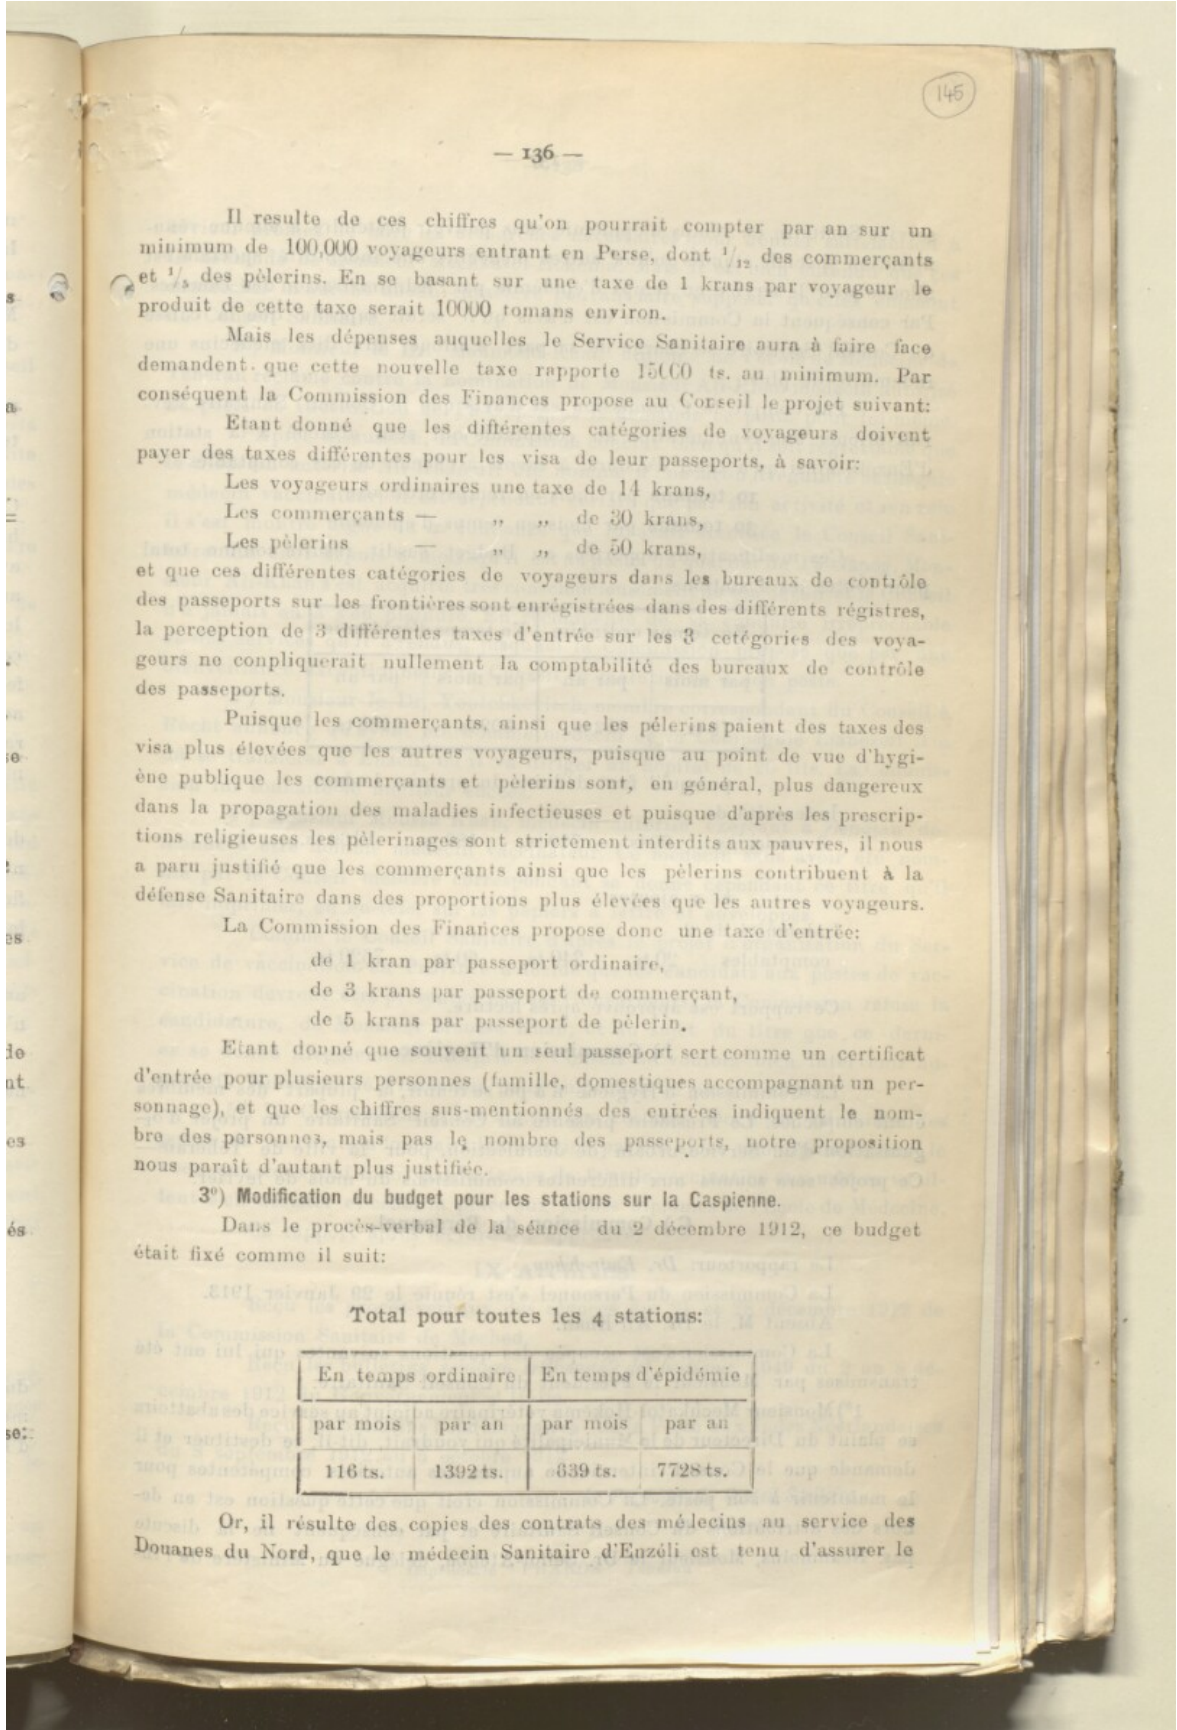 145
— 136 —
Il resulte de ces chiffres qu'on pourrait compter par an sur un
minimum de 100,000 voyageurs entrant en Perse, dont 1/12 des commerçants
et 1/5 des pèlerins. En se basant sur une taxe de 1 krans par voyageur le
produit de cette taxe serait 10000 tomans environ.
Mais les dépenses auquelles le Service Sanitaire aura à faire face
demandent. que cette nouvelle taxe rapporte 15000 ts. au minimum. Par
conséquent la Commission des Finances propose au Conseil le projet suivant:
Etant donné que les diftérentes catégories de voyageurs doivent
payer des taxes différentes pour les visa de leur passeports, à savoir:
Les voyageurs ordinaires une taxe de 14 krans,
Les commerçants — „ „ de 30 krans,
Les pèlerins — „ „ de 50 krans,
et que ces différentes catégories de voyageurs dans les bureaux de contrôle
des passeports sur les frontières sont enrégistrées dans des différents régistres,
la perception de 3 différentes taxes d'entrée sur les 3 cetégories des voya-
geurs ne conpliquerait nullement la comptabilité des bureaux de contrôle
des passeports.
Puisque les commerçants, ainsi que les pélerins paient des taxes des
visa plus élevées que les autres voyageurs, puisque au point de vue d'hygi-
ène publique les commerçants et pèlerins sont, en général, plus dangereux
dans la propagation des maladies infectieuses et puisque d'après les prescrip-
tions religieuses les pèlerinages sont strictement interdits aux pauvres, il nous
a paru justifié que les commerçants ainsi que les pèlerins contribuent à la
défense Sanitaire dans des proportions plus élevées que les autres voyageurs.
La Commission des Finances propose donc une taxe d'entrée:
de 1 kran par passeport ordinaire,
de 3 krans par passeport de commerçant,
de 5 krans par passeport de pèlerin.
Etant donné que souvent un seul passeport sert comme un certificat
d'entrée pour plusieurs personnes (famille, domestiques accompagnant un per-
sonnage), et que les chiffres sus-mentionnés des entrées indiquent le nom-
bre des personnes, mais pas le nombre des passeports, notre proposition
nous paraît d'autant plus justifiée.
3°) Modification du budget pour les stations sur la Caspienne.
Dans le procès-verbal de la séance du 2 décembre 1912, ce budget
était fixé comme il suit:
Total pour toutes les 4 stations:
En temps ordinaire En temps d'épidémie
par mois par an par mois par an
116 ts. 1392 ts. 639 ts. 7728 ts.
Or, il résulte des copies des contrats des médecins au service des
Douanes du Nord, que le médecin Sanitaire d'Enzéli est tenu d'assurer le